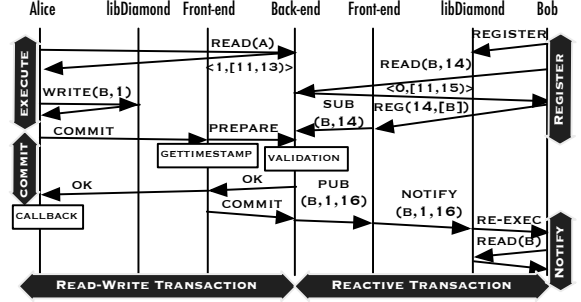 Alice libDiamond Front-end Back-end Front-end libDiamond Bob
EXECUTE
READ(A)
<1,[11,13)>
WRITE(B,1)
COMMIT
COMMIT
PREPARE
GETTIMESTAMP
VALIDATION
OK
OK
CALLBACK
COMMIT
REGISTER
REGISTER
READ(B,14)
<0,[11,15)>
SUB
(B,14)
REG(14,[B])
PUB
(B,1,16)
NOTIFY
(B,1,16)
RE-EXEC
READ(B)
NOTIFY
READ-WRITE TRANSACTION
REACTIVE TRANSACTION